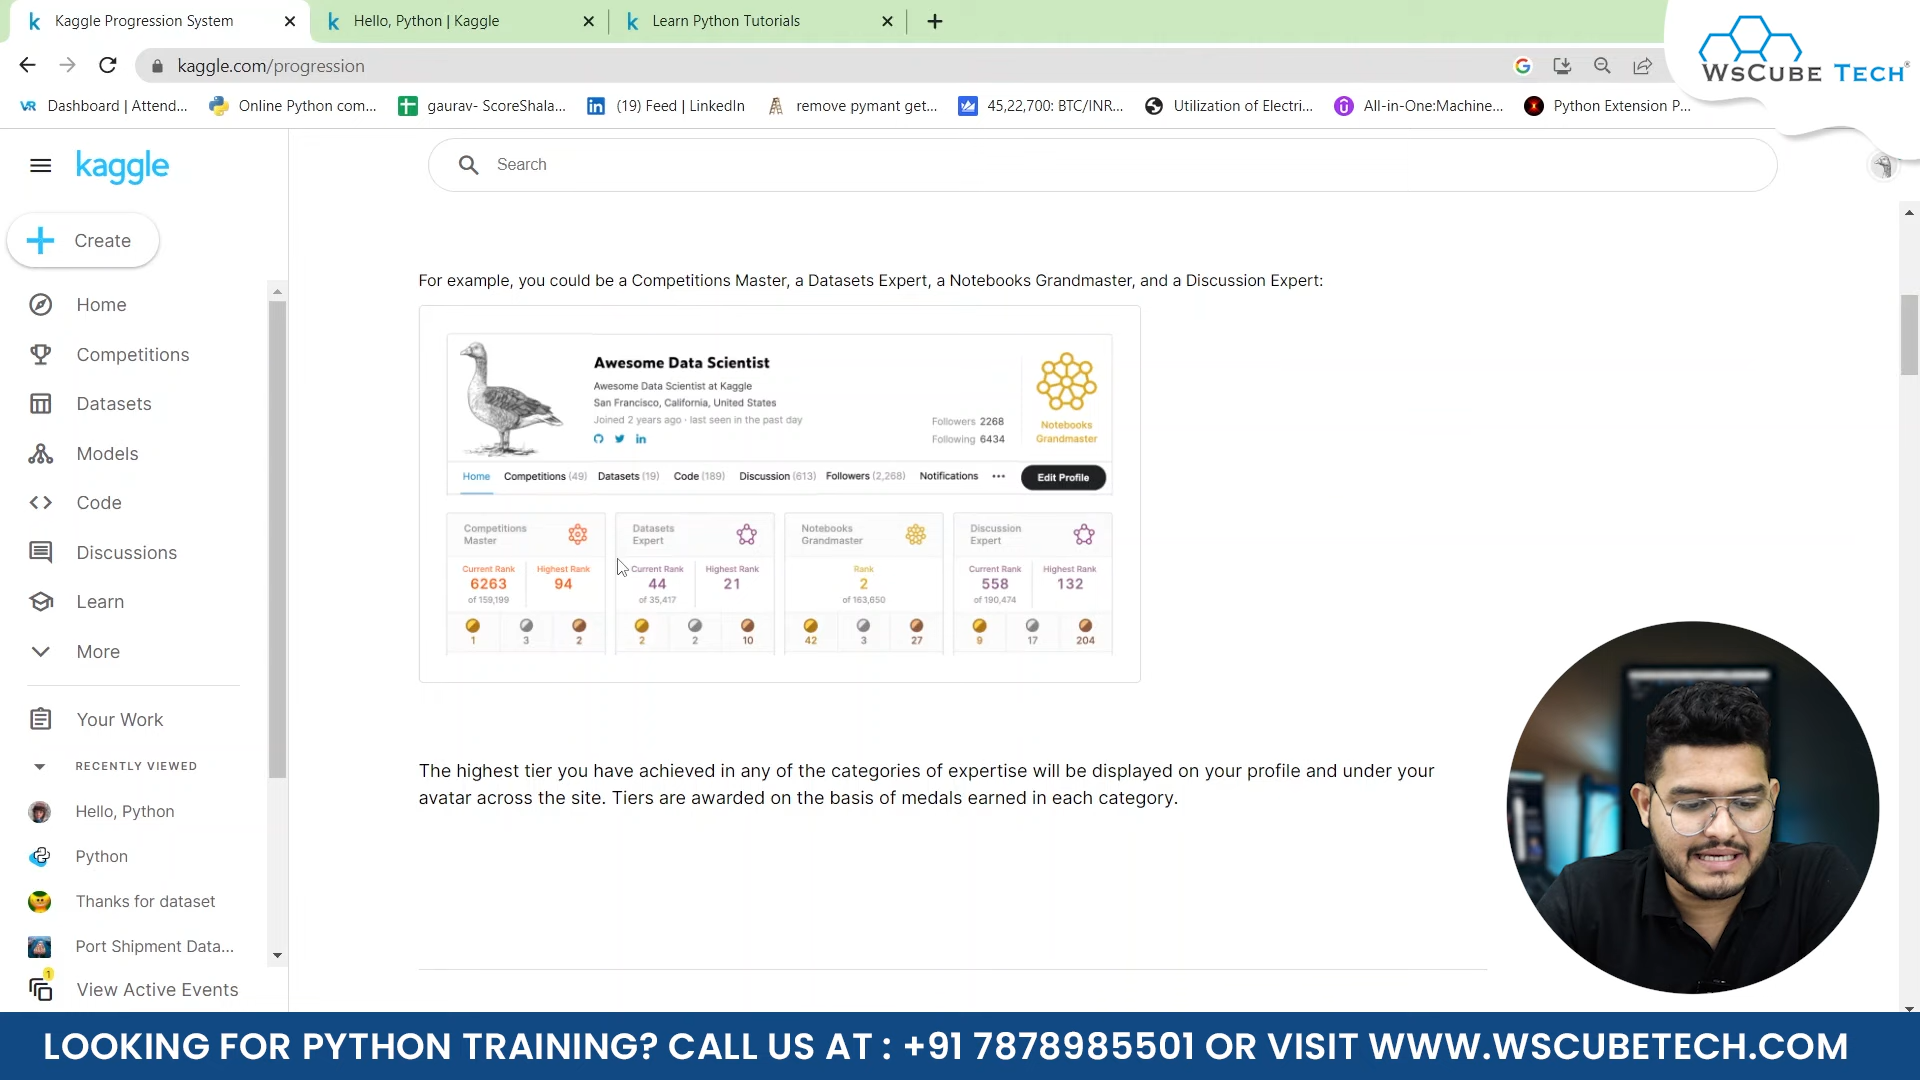 Kaggle Progression System
Hello, Python | Kaggle
Learn Python Tutorials
kaggle.com/progression
WSCUBE TECH
Dashboard | Attend...
Online Python com...
gaurav- ScoreShala...
(19) Feed | LinkedIn
remove pymant get...
45,22,700: BTC/INR...
Utilization of Electri...
All-in-One:Machine...
Python Extension P...
kaggle
Search
Create
Home
Competitions
Datasets
Models
Code
Discussions
Learn
More
Your Work
RECENTLY VIEWED
Hello, Python
Python
Thanks for dataset
Port Shipment Data...
1
View Active Events
For example, you could be a Competitions Master, a Datasets Expert, a Notebooks Grandmaster, and a Discussion Expert:
Awesome Data Scientist
Awesome Data Scientist at Kaggle
San Francisco, California, United States
Joined 2 years ago · last seen in the past day
Followers 2268
Following 6434
Notebooks
Grandmaster
Home Competitions (49) Datasets (19) Code (189) Discussion (613) Followers (2,268) Notifications ••• Edit Profile
Competitions
Master
Current Rank Highest Rank
6263 94
of 159,199
1 3 2
Datasets
Expert
Current Rank Highest Rank
44 21
of 35,417
2 2 10
Notebooks
Grandmaster
Rank
2
of 163,650
42 3 27
Discussion
Expert
Current Rank Highest Rank
558 132
of 190,474
9 17 204
The highest tier you have achieved in any of the categories of expertise will be displayed on your profile and under your
avatar across the site. Tiers are awarded on the basis of medals earned in each category.
LOOKING FOR PYTHON TRAINING? CALL US AT : +91 7878985501 OR VISIT WWW.WSCUBETECH.COM